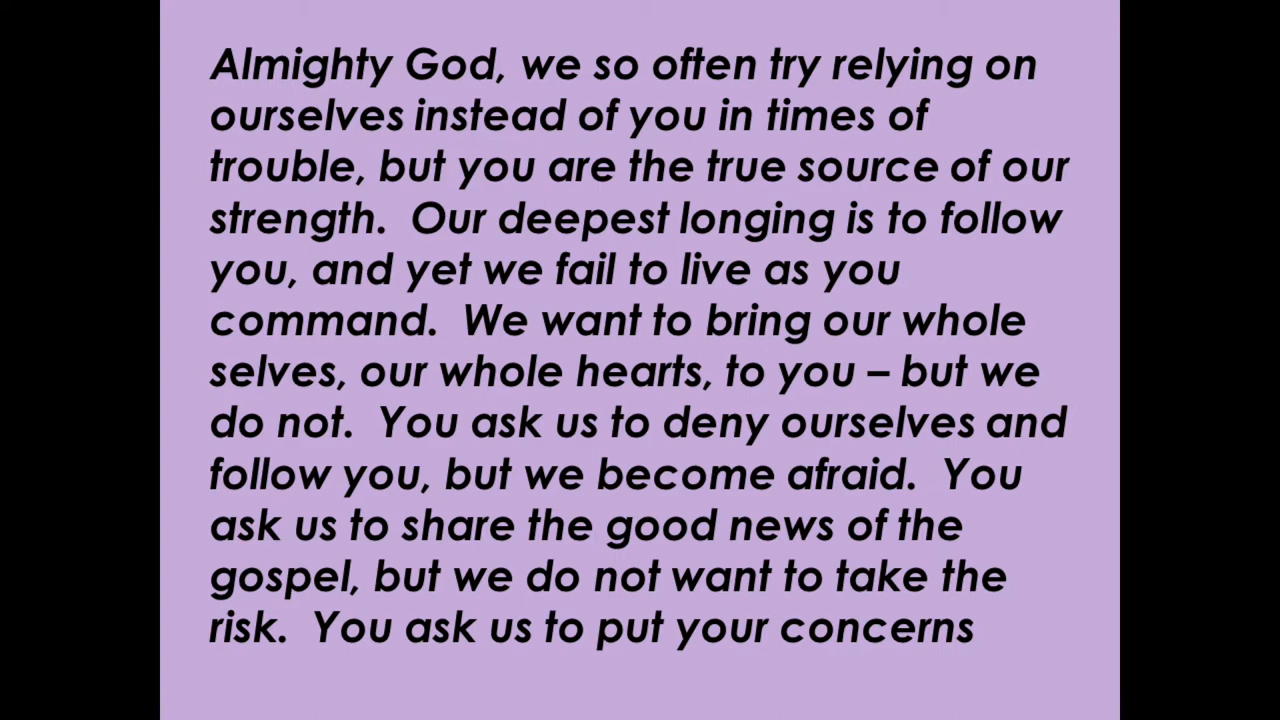 Almighty God, we so often try relying on
ourselves instead of you in times of
trouble, but you are the true source of our
strength.  Our deepest longing is to follow
you, and yet we fail to live as you
command.  We want to bring our whole
selves, our whole hearts, to you – but we
do not.  You ask us to deny ourselves and
follow you, but we become afraid.  You
ask us to share the good news of the
gospel, but we do not want to take the
risk.  You ask us to put your concerns